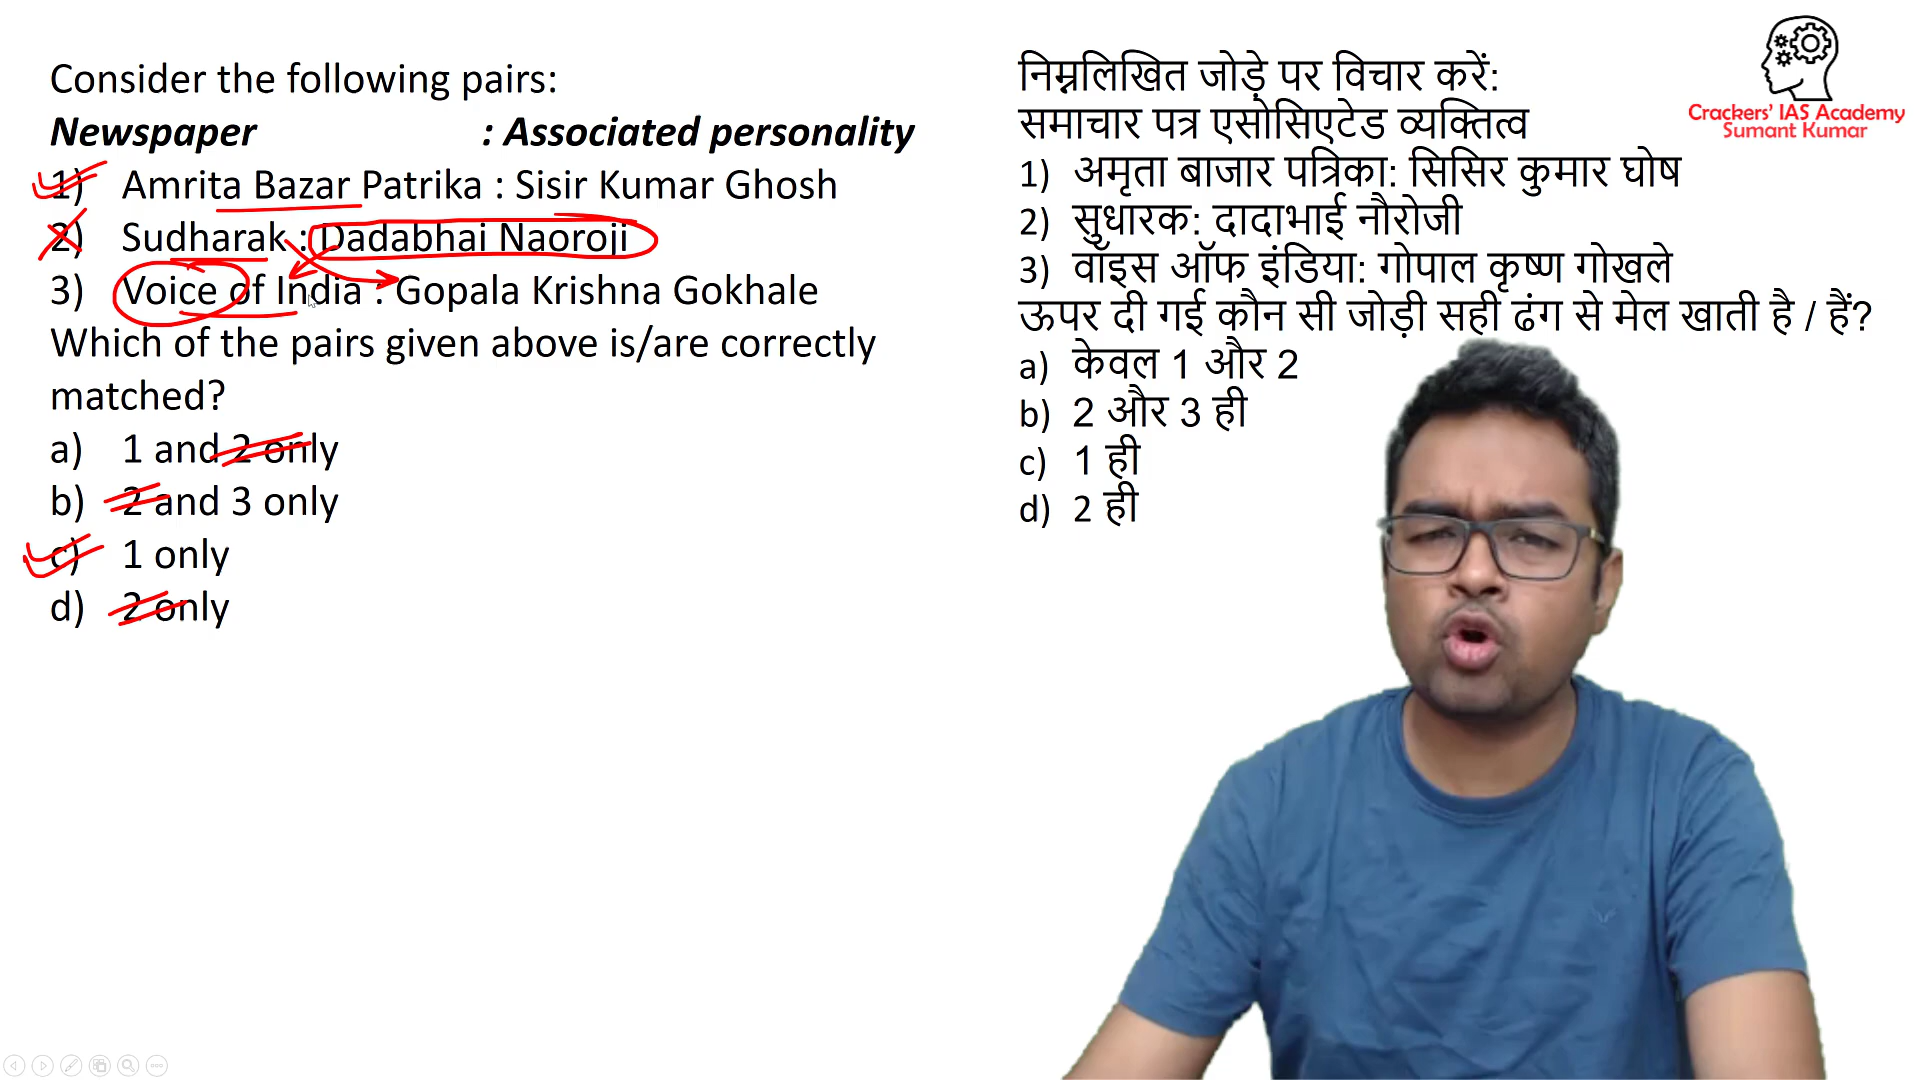 Consider the following pairs:
Newspaper : Associated personality
1) Amrita Bazar Patrika : Sisir Kumar Ghosh
2) Sudharak : Dadabhai Naoroji
3) Voice of India : Gopala Krishna Gokhale
Which of the pairs given above is/are correctly
matched?
a) 1 and 2 only
b) 2 and 3 only
c) 1 only
d) 2 only
निम्नलिखित जोड़े पर विचार करें:
समाचार पत्र एसोसिएटेड व्यक्तित्व
1) अमृता बाजार पत्रिका: सिसिर कुमार घोष
2) सुधारक: दादाभाई नौरोजी
3) वॉइस ऑफ इंडिया: गोपाल कृष्ण गोखले
ऊपर दी गई कौन सी जोड़ी सही ढंग से मेल खाती है / हैं?
a) केवल 1 और 2
b) 2 और 3 ही
c) 1 ही
d) 2 ही
Crackers' IAS Academy
Sumant Kumar